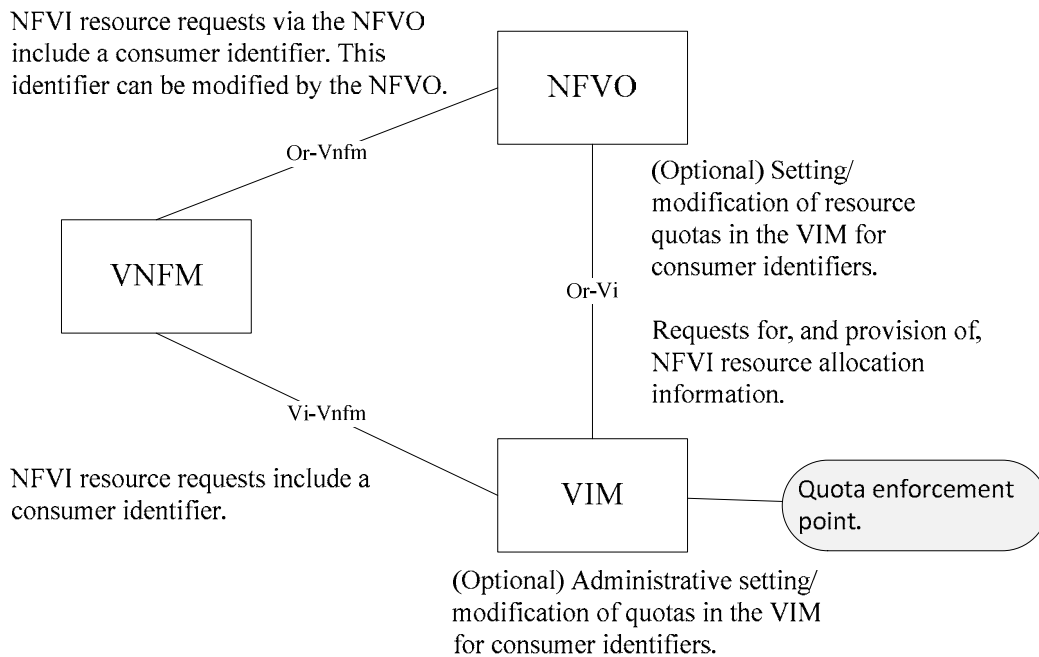 NFVI resource requests via the NFVO
include a consumer identifier. This
identifier can be modified by the NFVO.
NFVO
Or-Vnfm
(Optional) Setting/
modification of resource
quotas in the VIM for
consumer identifiers.
VNFM
Or-Vi
Requests for, and provision of,
NFVI resource allocation
information.
Vi-Vnfm
NFVI resource requests include a
consumer identifier.
VIM
Quota enforcement
point.
(Optional) Administrative setting/
modification of quotas in the VIM
for consumer identifiers.